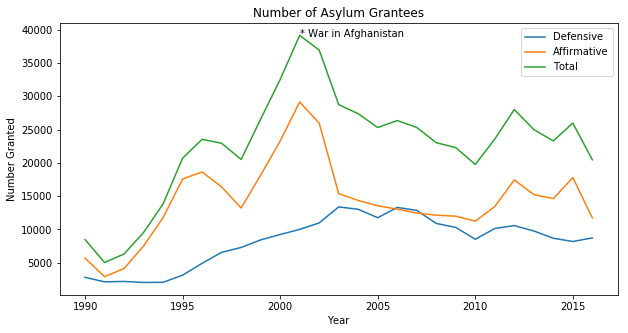 Number of Asylum Grantees
* War in Afghanistan
Defensive
Affirmative
Total
Number Granted
40000
35000
30000
25000
20000
15000
10000
5000
1990 1995 2000 2005 2010 2015
Year